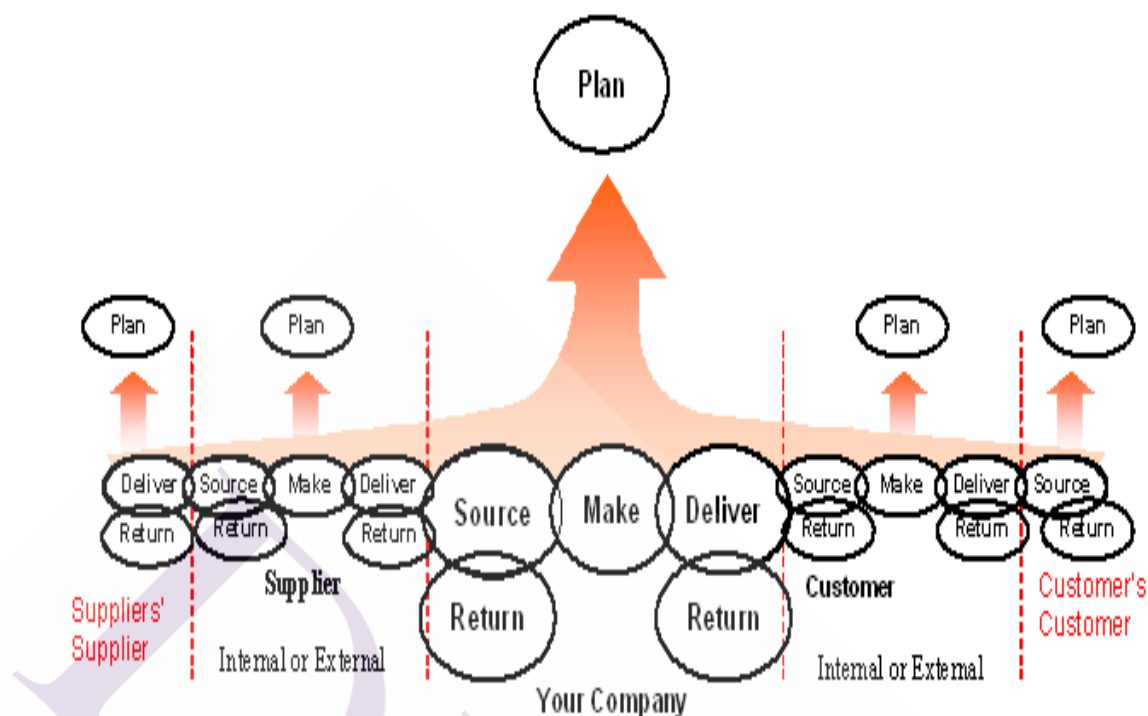 Plan
Plan Plan Plan Plan
Deliver Source Make Deliver Source Make Deliver Source Make Deliver Source
Return Return Return Return Return Return
Return Return
Supplier Customer
Suppliers'
Supplier
Customer's
Customer
Internal or External Internal or External
Your Company